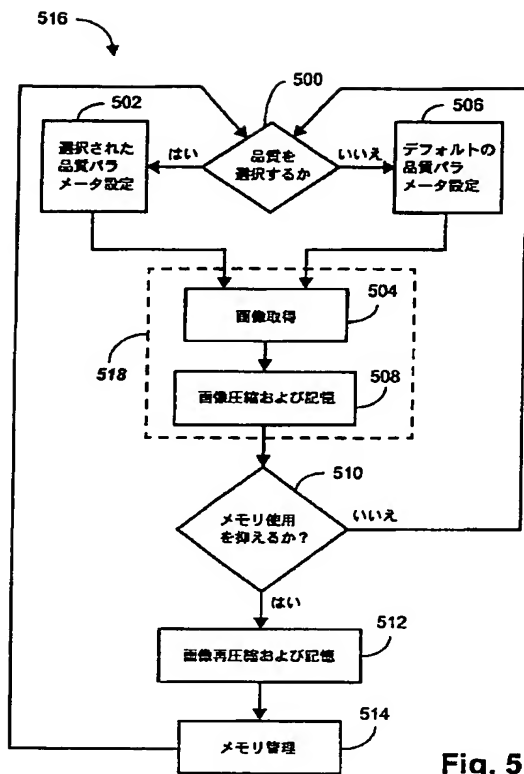 516
500
502
506
選択された
品質パラ
メータ設定
はい
品質を
選択するか
いいえ
デフォルトの
品質パラ
メータ設定
504
画像取得
518
508
画像圧縮および記憶
510
メモリ使用
を抑えるか?
いいえ
はい
512
画像再圧縮および記憶
514
メモリ管理
Fig. 5